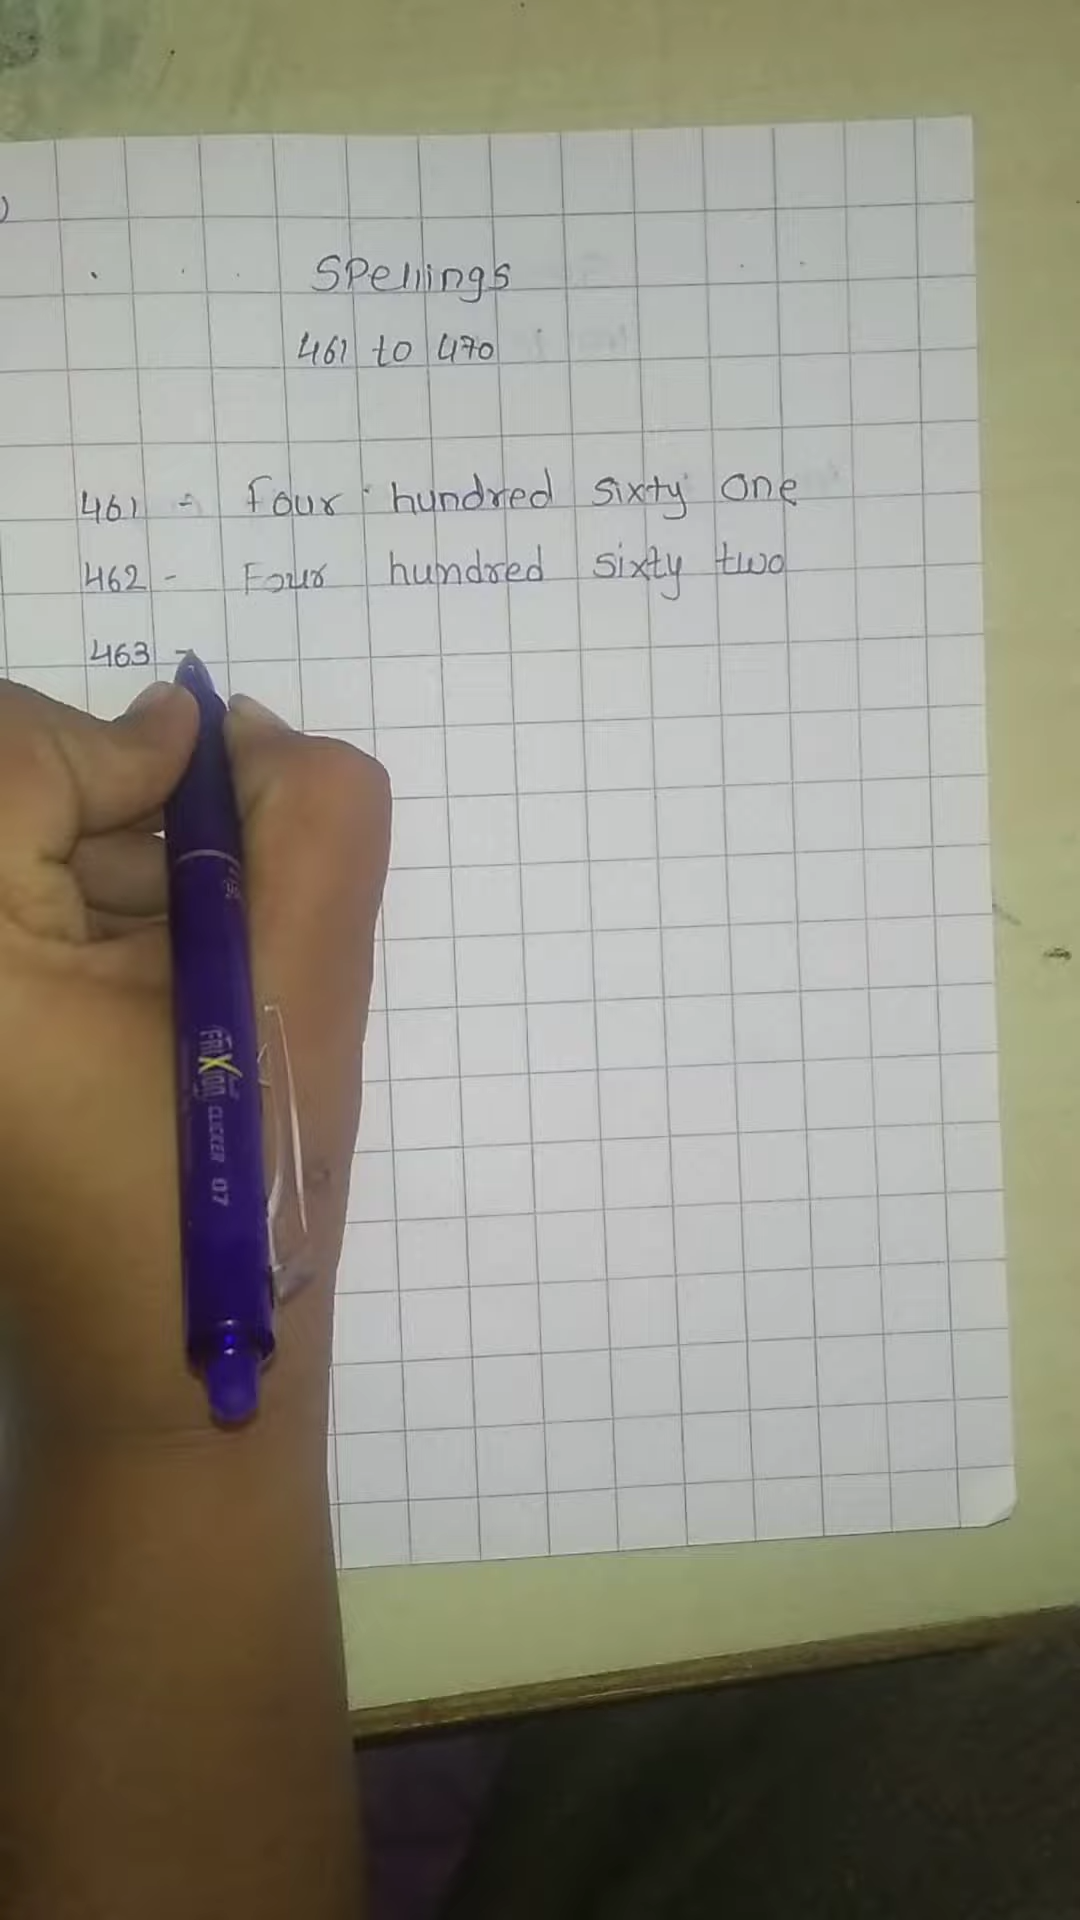 )
Spellings
461 to 470
461 - Four hundred sixty one
462 - Four hundred sixty two
463 -
FRIXION CLICKER 07